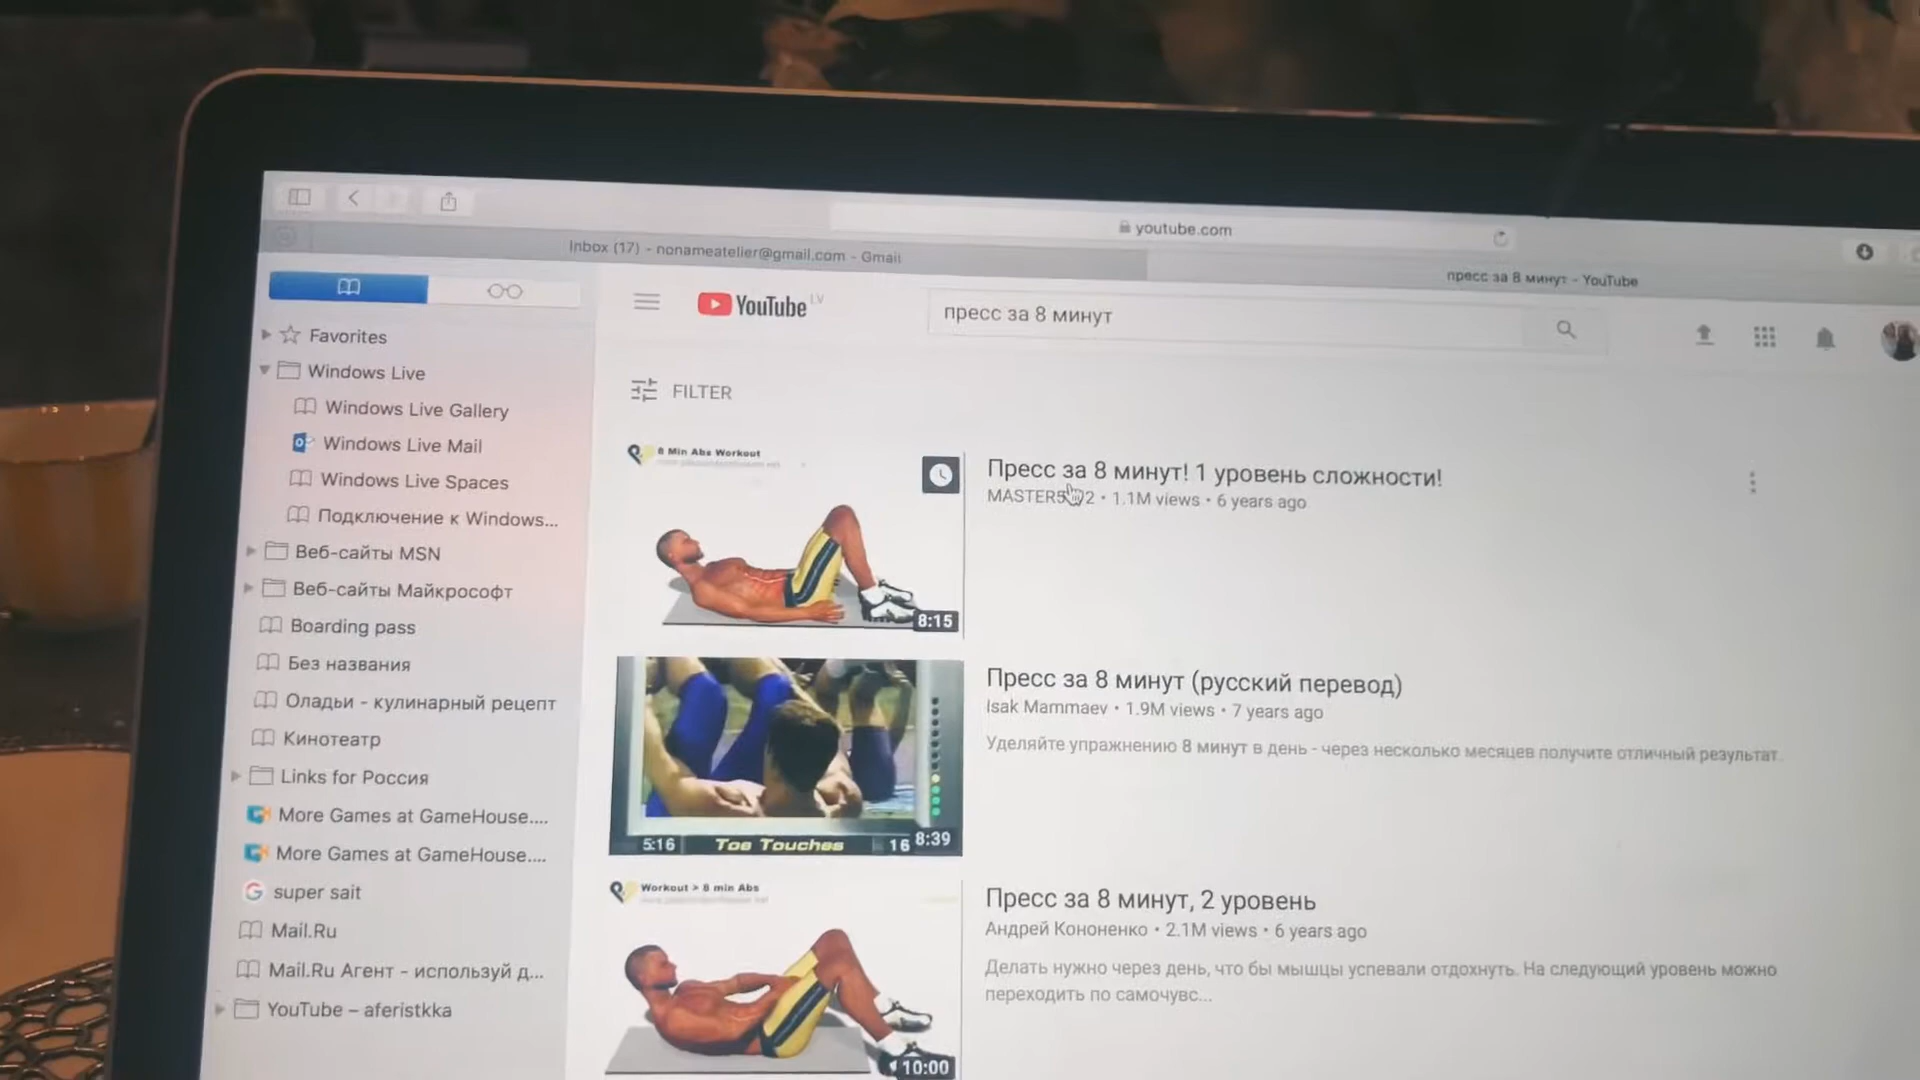 youtube.com
Inbox (17) - nonameatelier@gmail.com - Gmail
пресс за 8 минут - YouTube
YouTube LV
пресс за 8 минут
FILTER
Favorites
Windows Live
Windows Live Gallery
Windows Live Mail
Windows Live Spaces
Подключение к Windows...
Веб-сайты MSN
Веб-сайты Майкрософт
Boarding pass
Без названия
Оладьи - кулинарный рецепт
Кинотеатр
Links for Россия
More Games at GameHouse....
More Games at GameHouse....
super sait
Mail.Ru
Mail.Ru Агент - используй д...
YouTube – aferistkka
8 Min Abs Workout
8:15
Пресс за 8 минут! 1 уровень сложности!
1.1M views • 6 years ago
5:16 Toe Touches 16
8:39
Пресс за 8 минут (русский перевод)
Isak Mammaev • 1.9M views • 7 years ago
Уделяйте упражнению 8 минут в день - через несколько месяцев получите отличный результат.
Workout > 8 min Abs
10:00
Пресс за 8 минут, 2 уровень
Андрей Кононенко • 2.1M views • 6 years ago
Делать нужно через день, что бы мышцы успевали отдохнуть. На следующий уровень можно
переходить по самочувс...